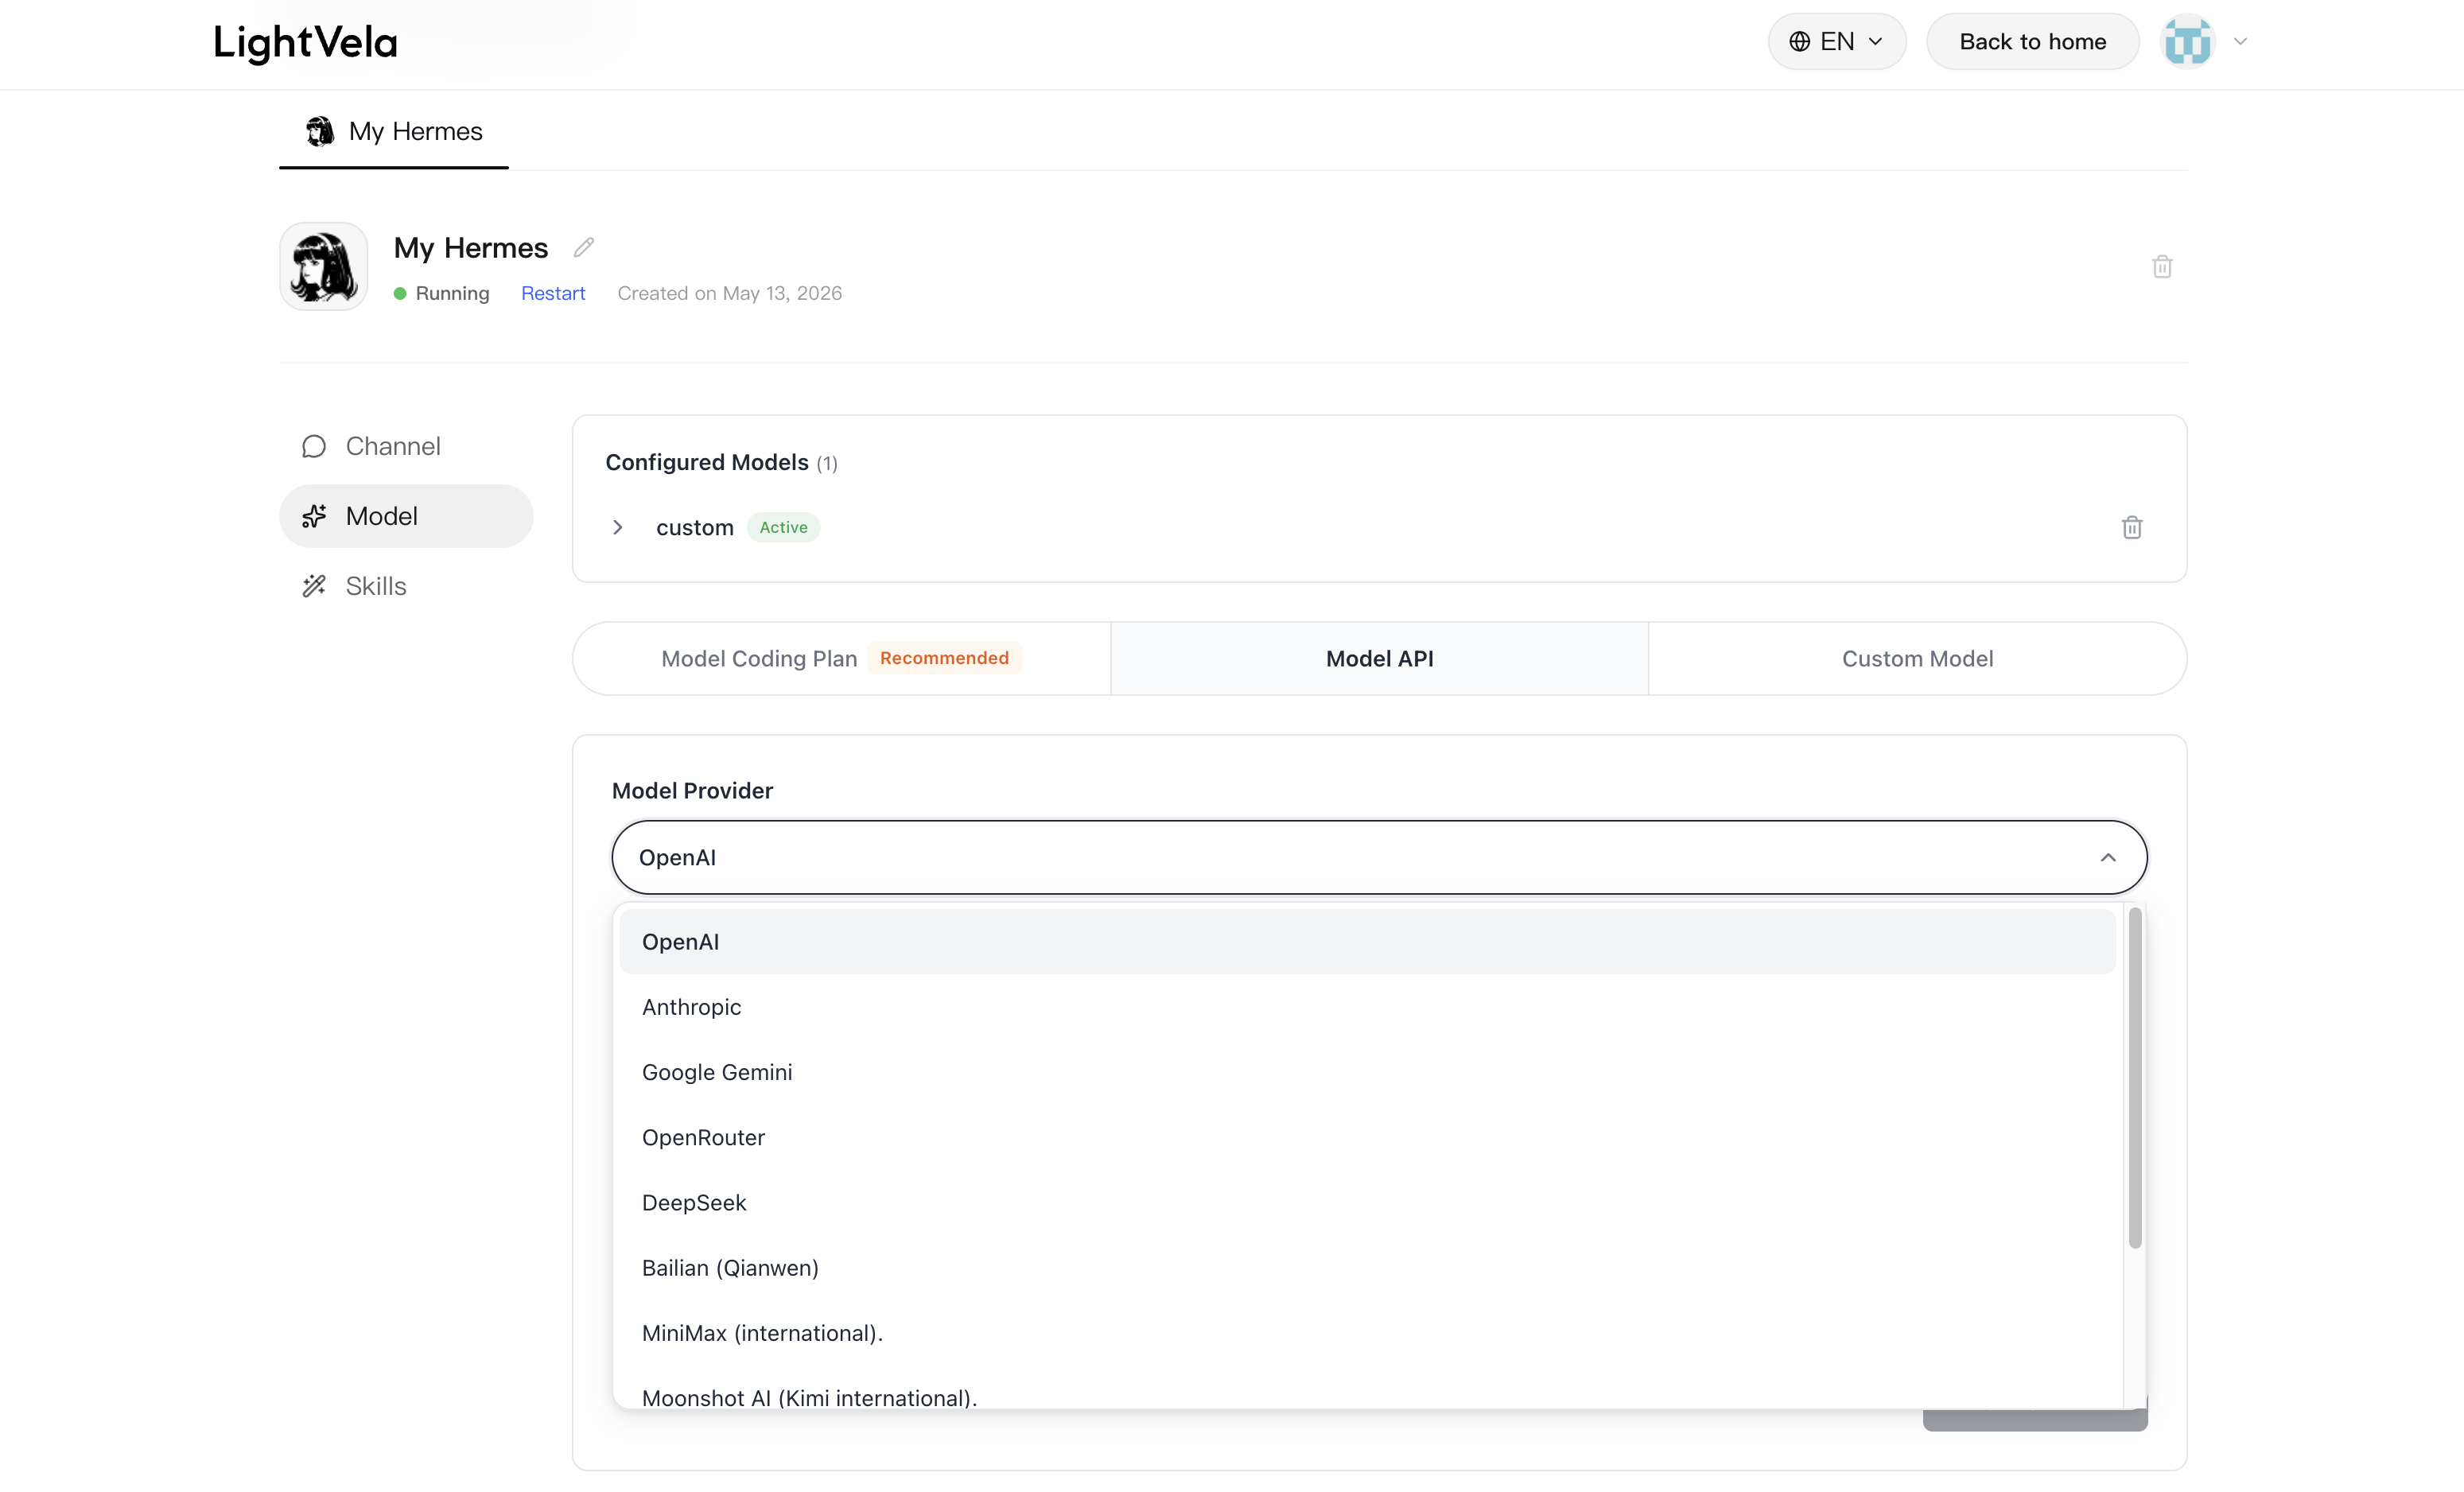 LightVela
EN
Back to home
My Hermes
My Hermes
Running Restart Created on May 13, 2026
Channel
Model
Skills
Configured Models (1)
custom Active
Model Coding Plan Recommended
Model API
Custom Model
Model Provider
OpenAI
OpenAI
Anthropic
Google Gemini
OpenRouter
DeepSeek
Bailian (Qianwen)
MiniMax (international).
Moonshot AI (Kimi international).